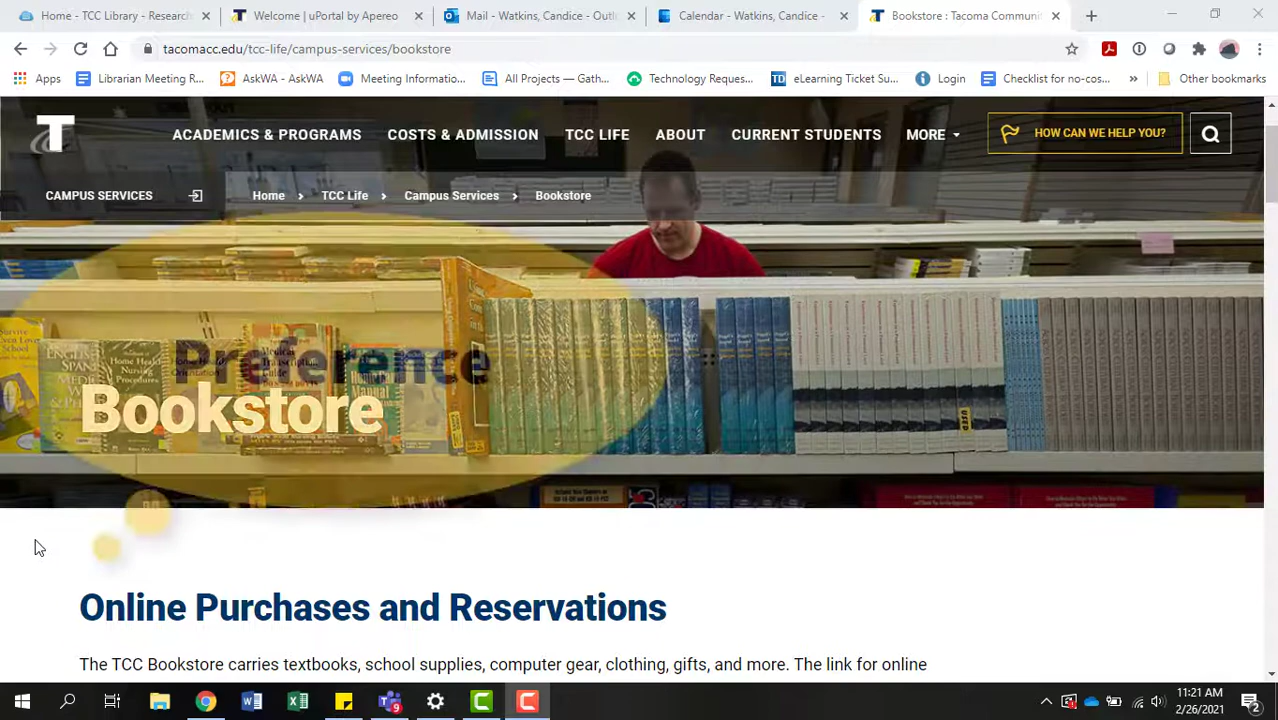 Home - TCC Library - Research
Welcome | uPortal by Apereo
Mail - Watkins, Candice - Outl
Calendar - Watkins, Candice -
Bookstore : Tacoma Communi
tacomacc.edu/tcc-life/campus-services/bookstore
Apps
Librarian Meeting R...
AskWA - AskWA
Meeting Informatio...
All Projects — Gath...
Technology Reques...
TD
eLearning Ticket Su...
Login
Checklist for no-cos...
»
Other bookmarks
T
ACADEMICS & PROGRAMS
COSTS & ADMISSION
TCC LIFE
ABOUT
CURRENT STUDENTS
MORE
HOW CAN WE HELP YOU?
CAMPUS SERVICES
Home > TCC Life > Campus Services > Bookstore
Preference
Bookstore
USED
Online Purchases and Reservations
The TCC Bookstore carries textbooks, school supplies, computer gear, clothing, gifts, and more. The link for online
11:21 AM
2/26/2021
9
2